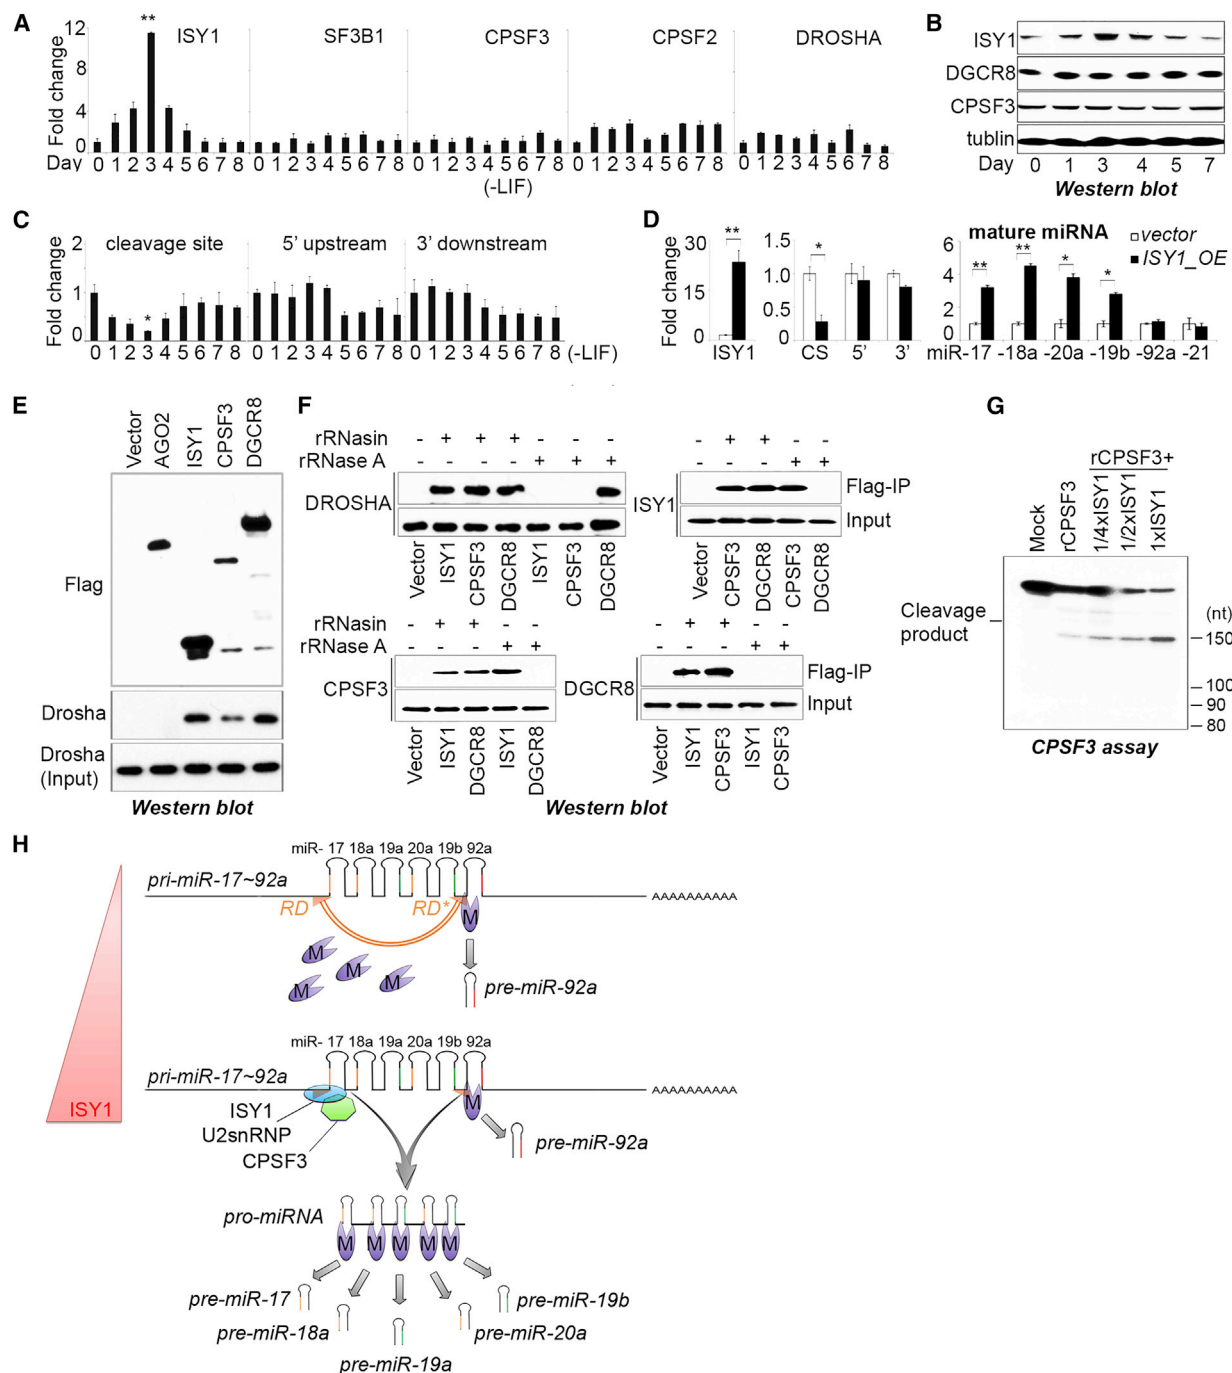 A
Fold change
12
8
4
0
**
ISY1
SF3B1
CPSF3
CPSF2
DROSHA
Day
0 1 2 3 4 5 6 7 8
0 1 2 3 4 5 6 7 8
0 1 2 3 4 5 6 7 8
0 1 2 3 4 5 6 7 8
0 1 2 3 4 5 6 7 8
(-LIF)
B
ISY1
DGCR8
CPSF3
tublin
Day 0 1 3 4 5 7
Western blot
C
Fold change
2
1
0
cleavage site
5' upstream
3' downstream
*
0 1 2 3 4 5 6 7 8
0 1 2 3 4 5 6 7 8
0 1 2 3 4 5 6 7 8
(-LIF)
D
Fold change
30
15
0
**
ISY1
1.5
1.0
0.5
0.0
*
CS 5' 3'
mature miRNA
vector
ISY1_OE
6
4
2
0
** ** * *
miR-17 -18a -20a -19b -92a -21
E
Vector
AGO2
ISY1
CPSF3
DGCR8
Flag
Drosha
Drosha
(Input)
Western blot
F
rRNasin - + + + - - -
rRNase A - - - - + + +
DROSHA
Vector
ISY1
CPSF3
DGCR8
ISY1
CPSF3
DGCR8
- + + - -
- - - + +
ISY1
Flag-IP
Input
Vector
CPSF3
DGCR8
CPSF3
DGCR8
rRNasin - + + - -
rRNase A - - - + +
CPSF3
Vector
ISY1
DGCR8
ISY1
DGCR8
- + + - -
- - - + +
DGCR8
Flag-IP
Input
Vector
ISY1
CPSF3
ISY1
CPSF3
Western blot
G
rCPSF3+
Mock
rCPSF3
1/4xISY1
1/2xISY1
1xISY1
Cleavage
product
(nt)
150
100
90
80
CPSF3 assay
H
ISY1
miR- 17 18a 19a 20a 19b 92a
pri-miR-17~92a
AAAAAAAAAA
RD
RD*
M
M
M
M
M
pre-miR-92a
miR- 17 18a 19a 20a 19b 92a
pri-miR-17~92a
AAAAAAAAAA
M
ISY1
U2snRNP
CPSF3
pre-miR-92a
pro-miRNA
M M M M M
pre-miR-17
pre-miR-18a
pre-miR-19a
pre-miR-20a
pre-miR-19b